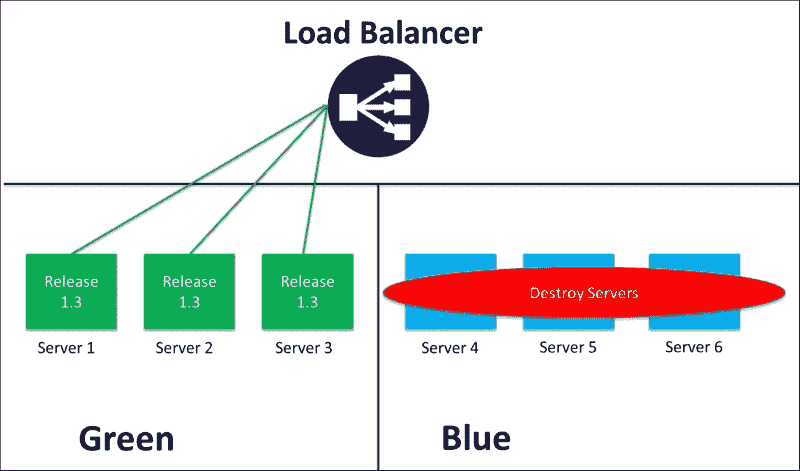 Load Balancer
Release
1.3
Release
1.3
Release
1.3
Destroy Servers
Server 1
Server 2
Server 3
Server 4
Server 5
Server 6
Green
Blue